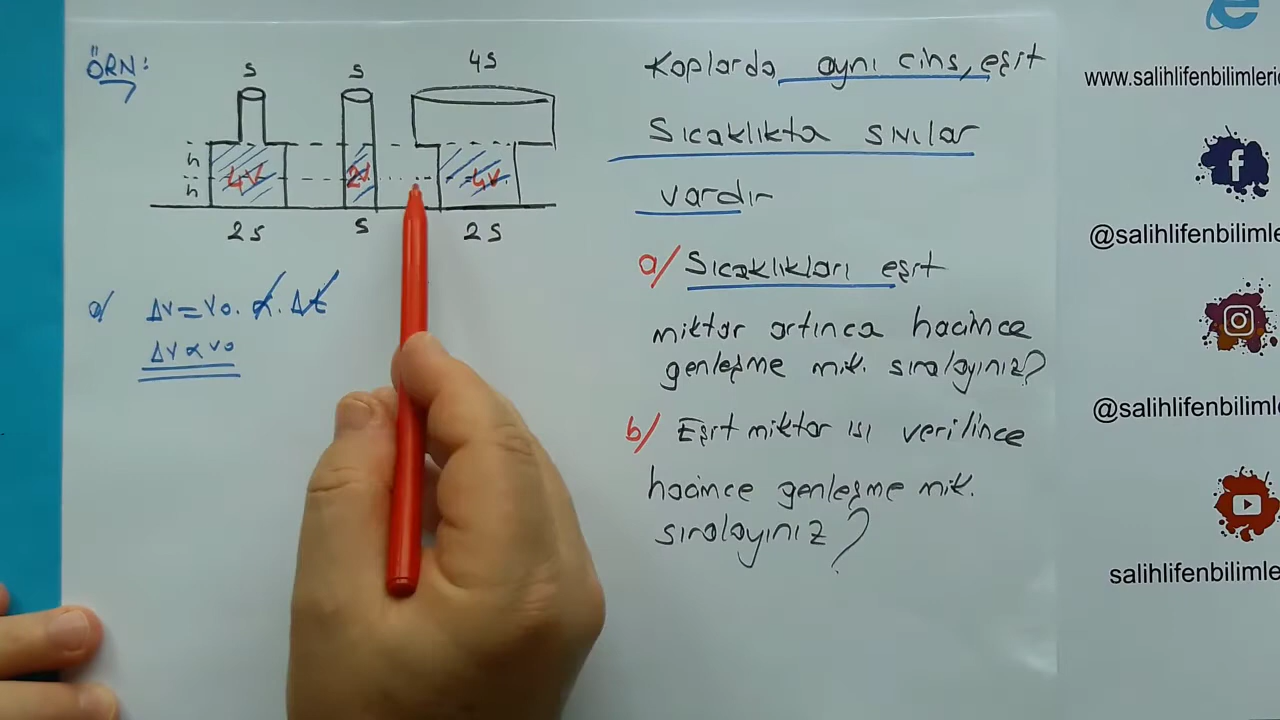 ÖRN:
S S 4S
h 4V 2V 4V
h
2S S 2S
a/ ΔV = V0 . α . Δt
ΔV α V0
Kaplarda aynı cins, eşit
Sıcaklıkta sıvılar
vardır
a/ Sıcaklıkları eşit
miktar artınca hacimce
genleşme mik. sıralayınız?
b/ Eşit miktar ısı verilince
hacimce genleşme mik.
sıralayınız?
www.salihlifenbilimleri
@salihlifenbilimle
@salihlifenbilimle
salihlifenbilimle